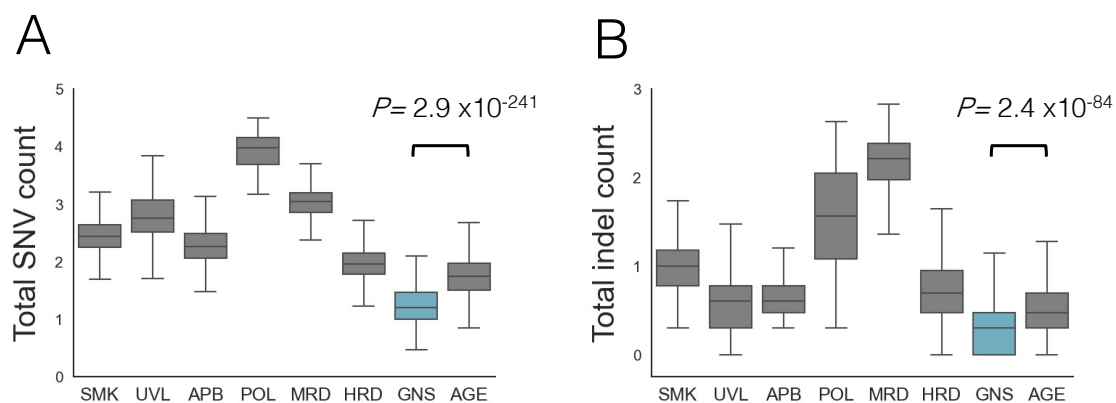 A
B
P= 2.9 x10-241
P= 2.4 x10-84
Total SNV count
5
4
3
2
1
0
SMK UVL APB POL MRD HRD GNS AGE
Total indel count
3
2
1
0
SMK UVL APB POL MRD HRD GNS AGE